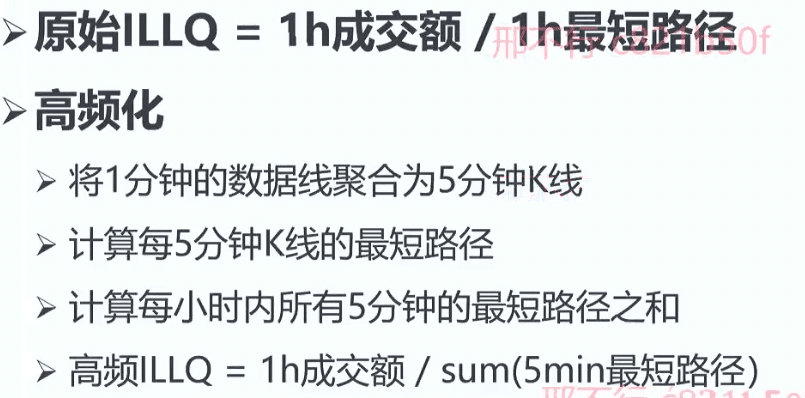 ➢原始ILLQ = 1h成交额 / 1h最短路径
邢不行 c821b50f
➢高频化
➢ 将1分钟的数据线聚合为5分钟K线
➢ 计算每5分钟K线的最短路径
➢ 计算每小时内所有5分钟的最短路径之和
➢ 高频ILLQ = 1h成交额 / sum(5min最短路径）